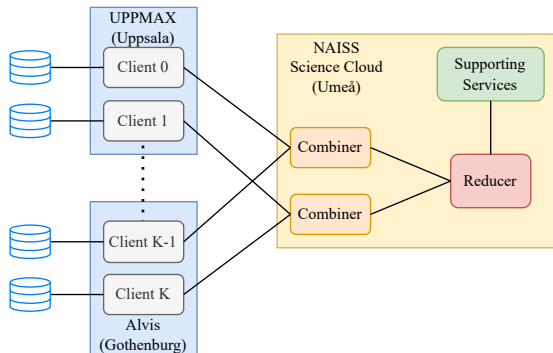 UPPMAX
(Uppsala)
Client 0
Client 1
Client K-1
Client K
Alvis
(Gothenburg)
NAISS
Science Cloud
(Umeå)
Combiner
Combiner
Supporting
Services
Reducer